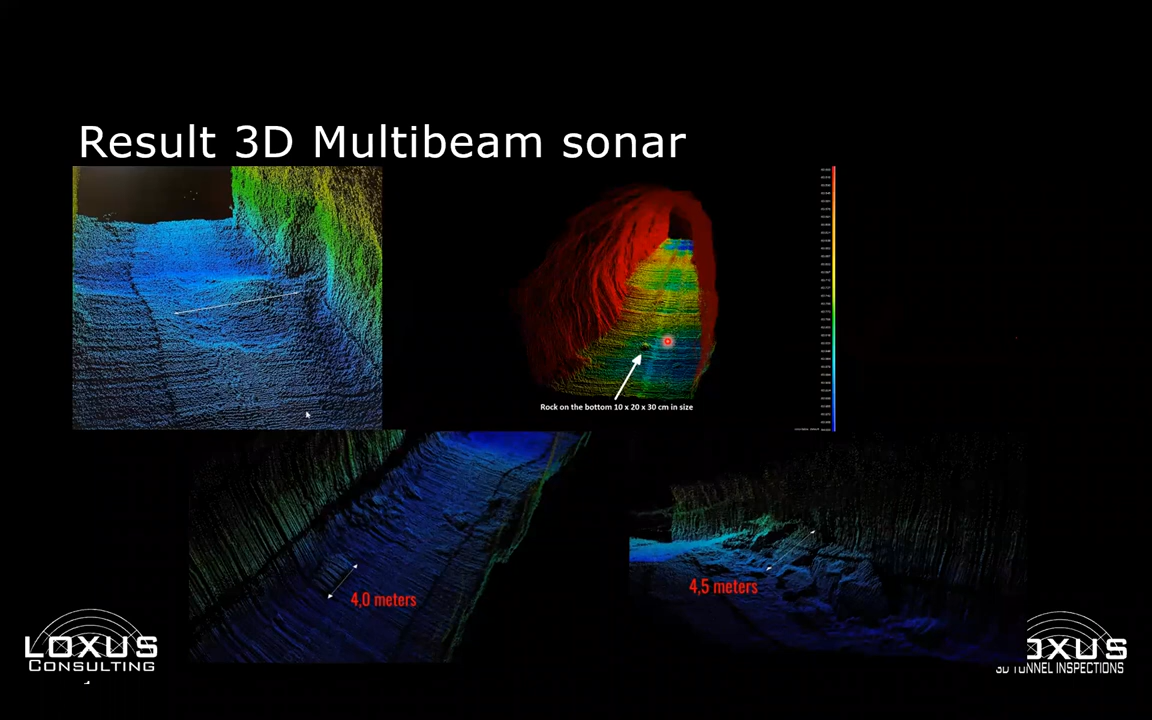 Result 3D Multibeam sonar
Rock on the bottom 10 x 20 x 30 cm in size
4,0 meters
4,5 meters
LOXUS
CONSULTING
OXUS
3D TUNNEL INSPECTIONS